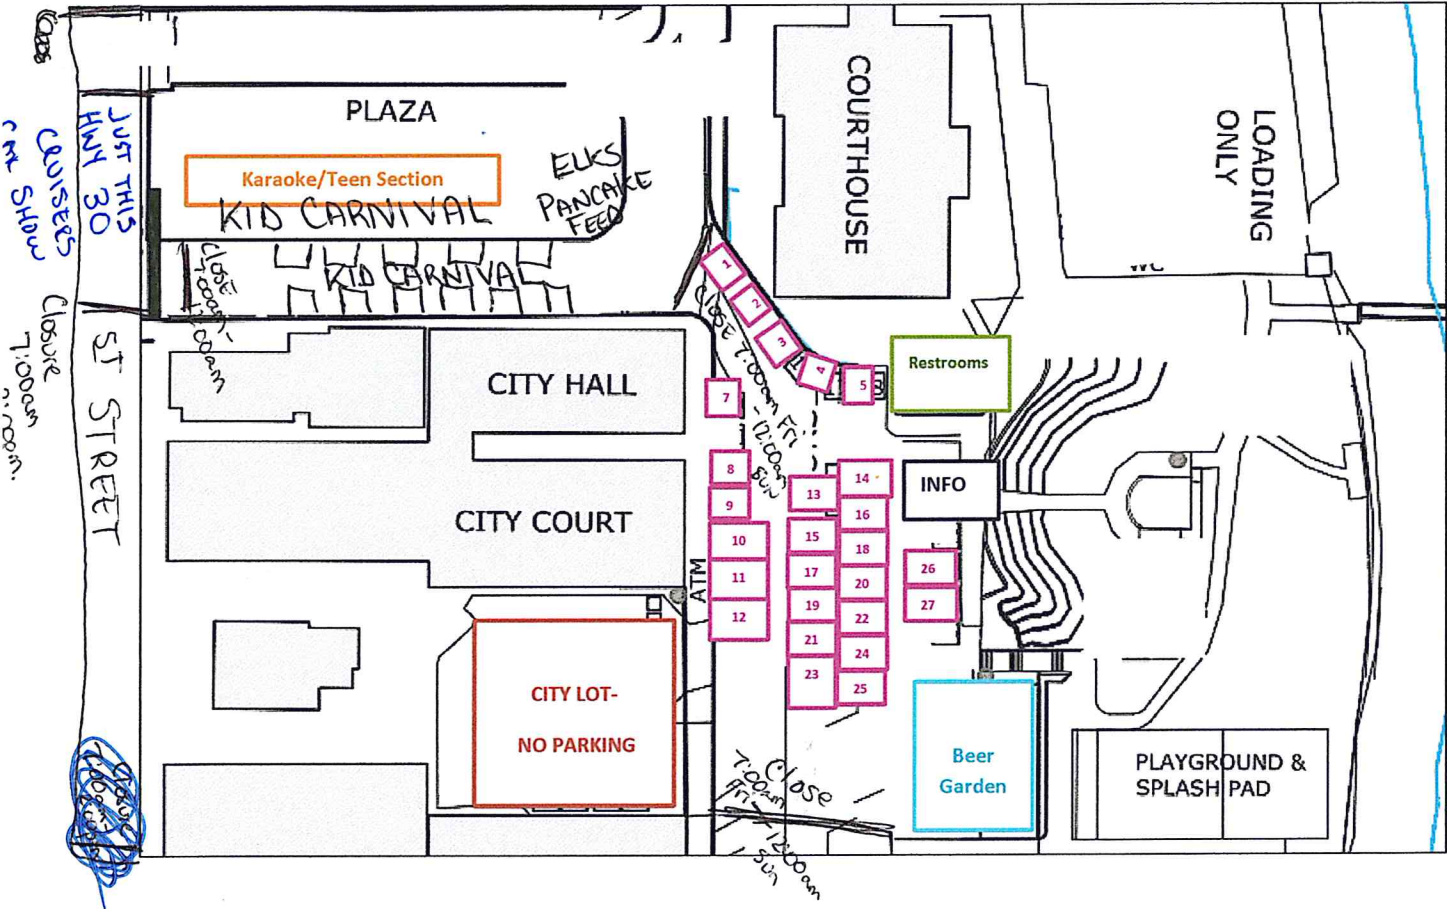 PLAZA
Karaoke/Teen Section
KID CARNIVAL
KID CARNIVAL
ELKS
PANCAKE
FEED
COURTHOUSE
LOADING
ONLY
JUST THIS
HWY 30
CRUISERS
CAR SHOW
Closure
7:00am
ST STREET
Close
7:00am-
CITY HALL
CITY COURT
ATM
CLOSE 7:00am Fri
-12:00am
SUN
Restrooms
INFO
1
2
3
4
5
7
8
9
10
11
12
13
14
15
16
17
18
19
20
21
22
23
24
25
26
27
CITY LOT-
NO PARKING
Close
7:00am
Fri-12:00am
Sun
Beer
Garden
PLAYGROUND &
SPLASH PAD